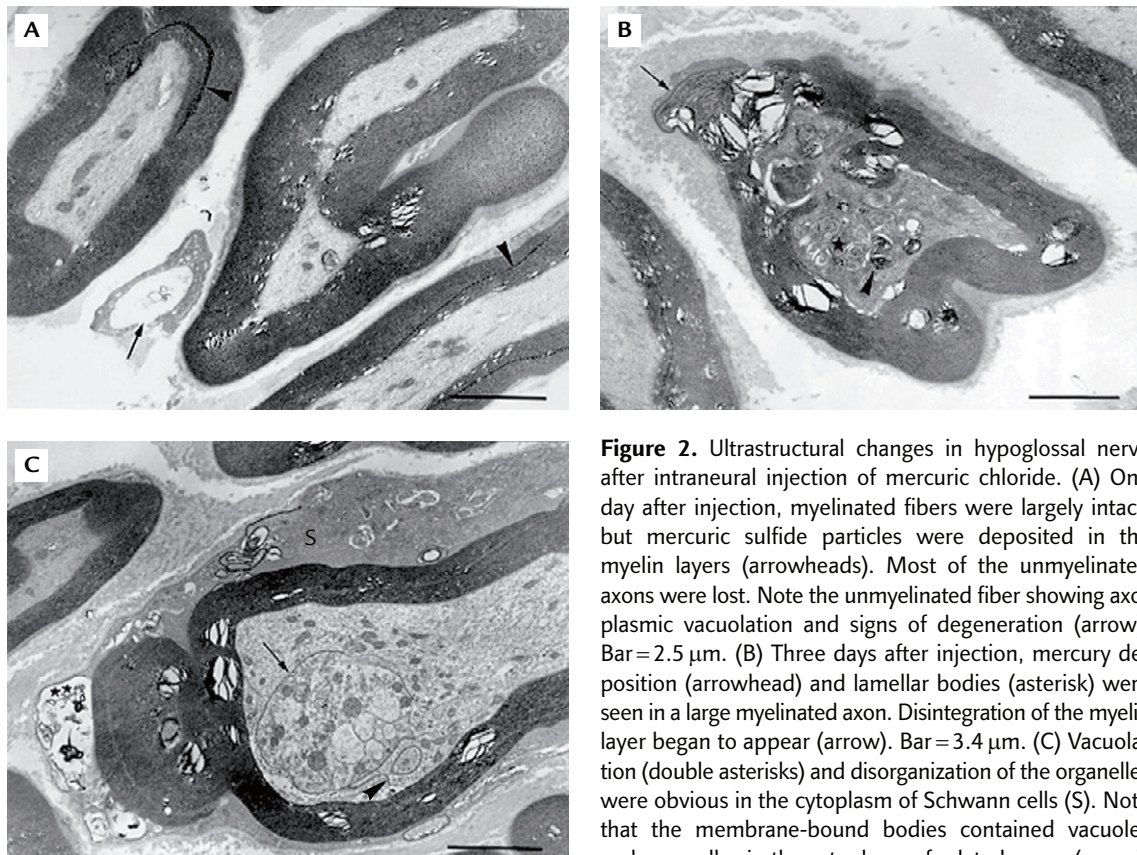 A
B
C
S
Figure 2. Ultrastructural changes in hypoglossal nerv
after intraneural injection of mercuric chloride. (A) On
day after injection, myelinated fibers were largely intac
but mercuric sulfide particles were deposited in th
myelin layers (arrowheads). Most of the unmyelinate
axons were lost. Note the unmyelinated fiber showing axo
plasmic vacuolation and signs of degeneration (arrow
Bar = 2.5 μm. (B) Three days after injection, mercury de
position (arrowhead) and lamellar bodies (asterisk) wer
seen in a large myelinated axon. Disintegration of the myeli
layer began to appear (arrow). Bar = 3.4 μm. (C) Vacuola
tion (double asterisks) and disorganization of the organelle
were obvious in the cytoplasm of Schwann cells (S). Not
that the membrane-bound bodies contained vacuole